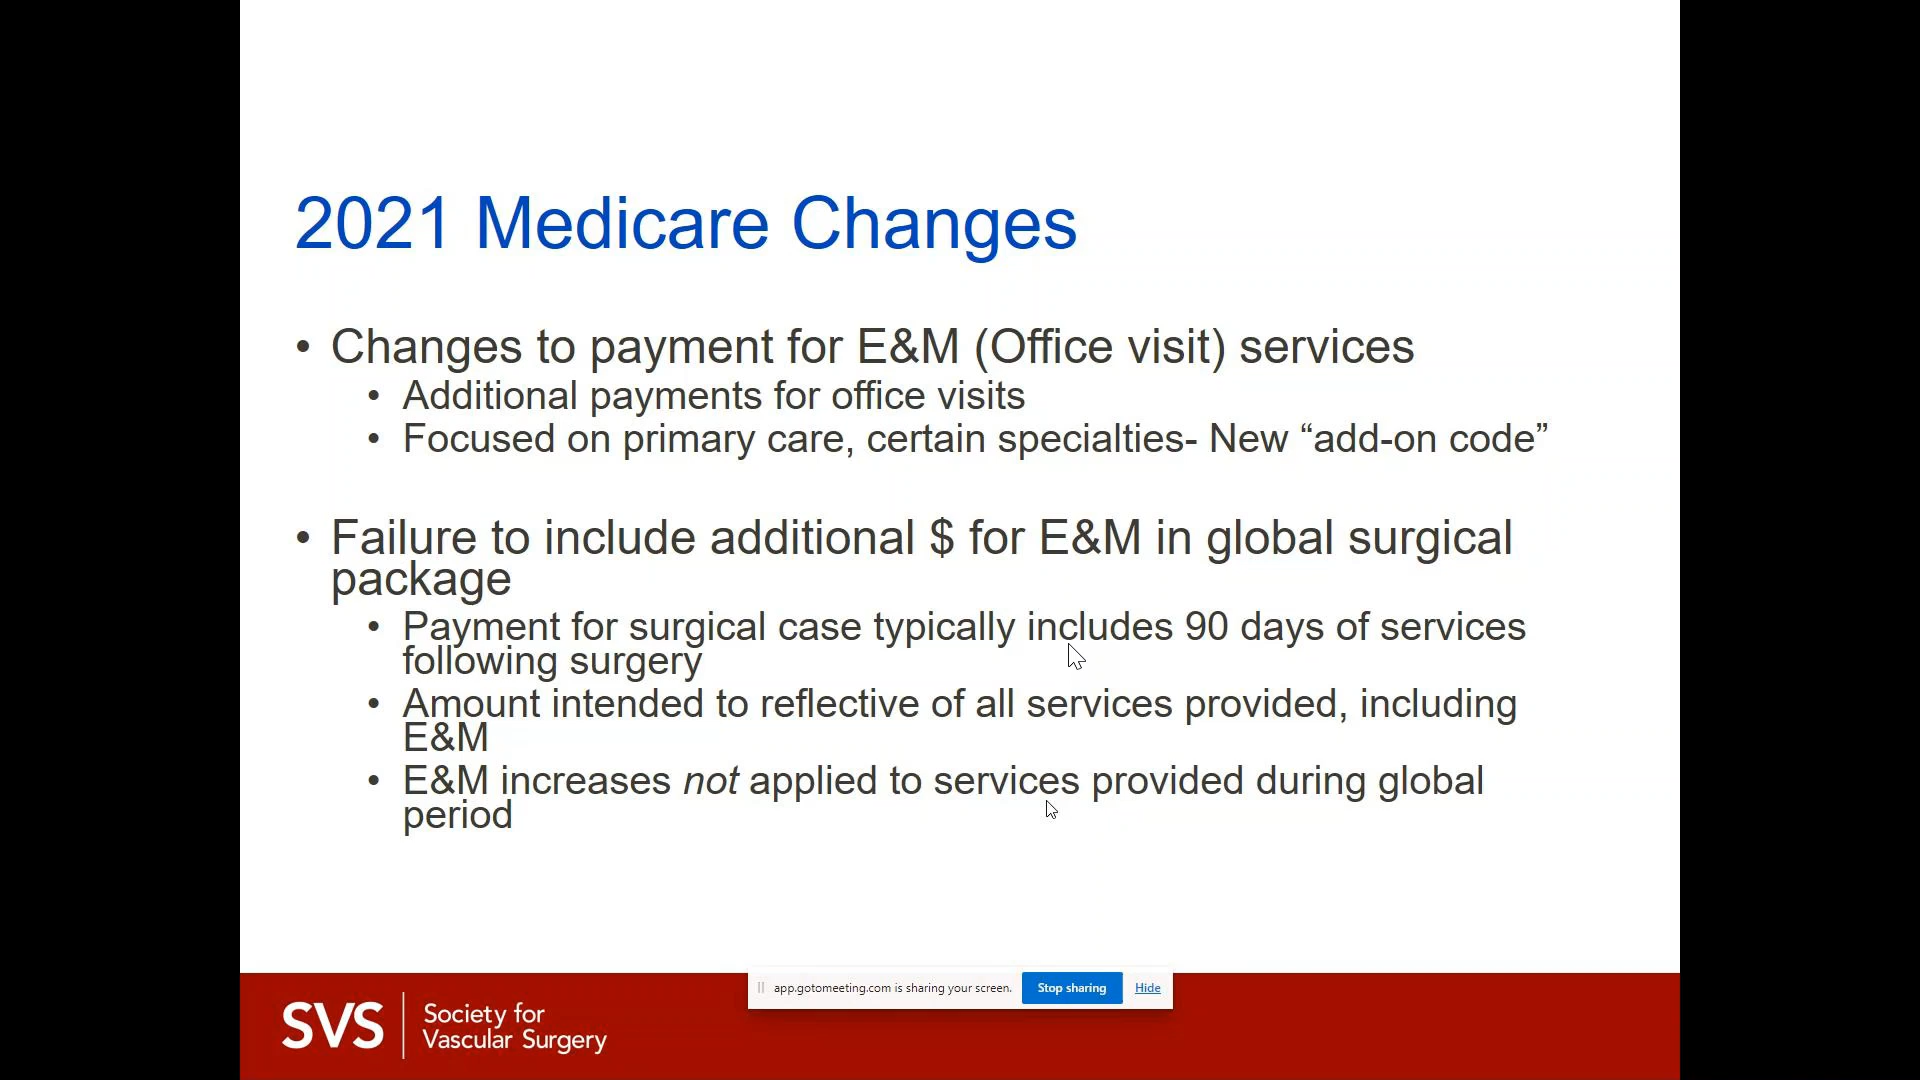 2021 Medicare Changes
• Changes to payment for E&M (Office visit) services
• Additional payments for office visits
• Focused on primary care, certain specialties- New “add-on code”
• Failure to include additional $ for E&M in global surgical
package
• Payment for surgical case typically includes 90 days of services
following surgery
• Amount intended to reflective of all services provided, including
E&M
• E&M increases not applied to services provided during global
period
app.gotomeeting.com is sharing your screen. Stop sharing Hide
SVS
Society for
Vascular Surgery